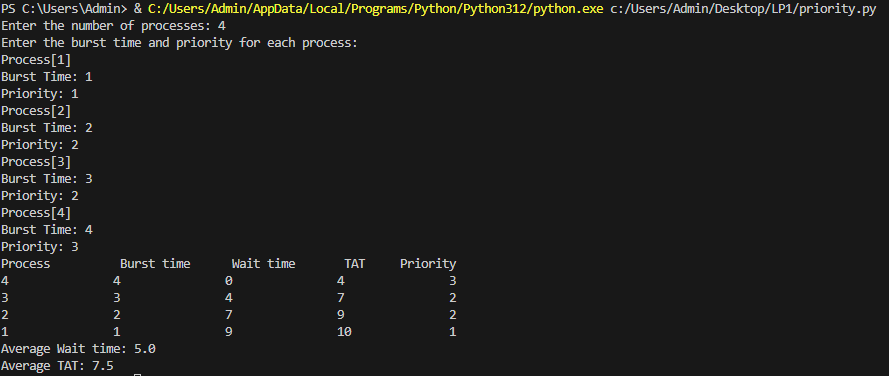 PS C:\Users\Admin> & C:/Users/Admin/AppData/Local/Programs/Python/Python312/python.exe c:/Users/Admin/Desktop/LP1/priority.py
Enter the number of processes: 4
Enter the burst time and priority for each process:
Process[1]
Burst Time: 1
Priority: 1
Process[2]
Burst Time: 2
Priority: 2
Process[3]
Burst Time: 3
Priority: 2
Process[4]
Burst Time: 4
Priority: 3
Process Burst time Wait time TAT Priority
4 4 0 4 3
3 3 4 7 2
2 2 7 9 2
1 1 9 10 1
Average Wait time: 5.0
Average TAT: 7.5